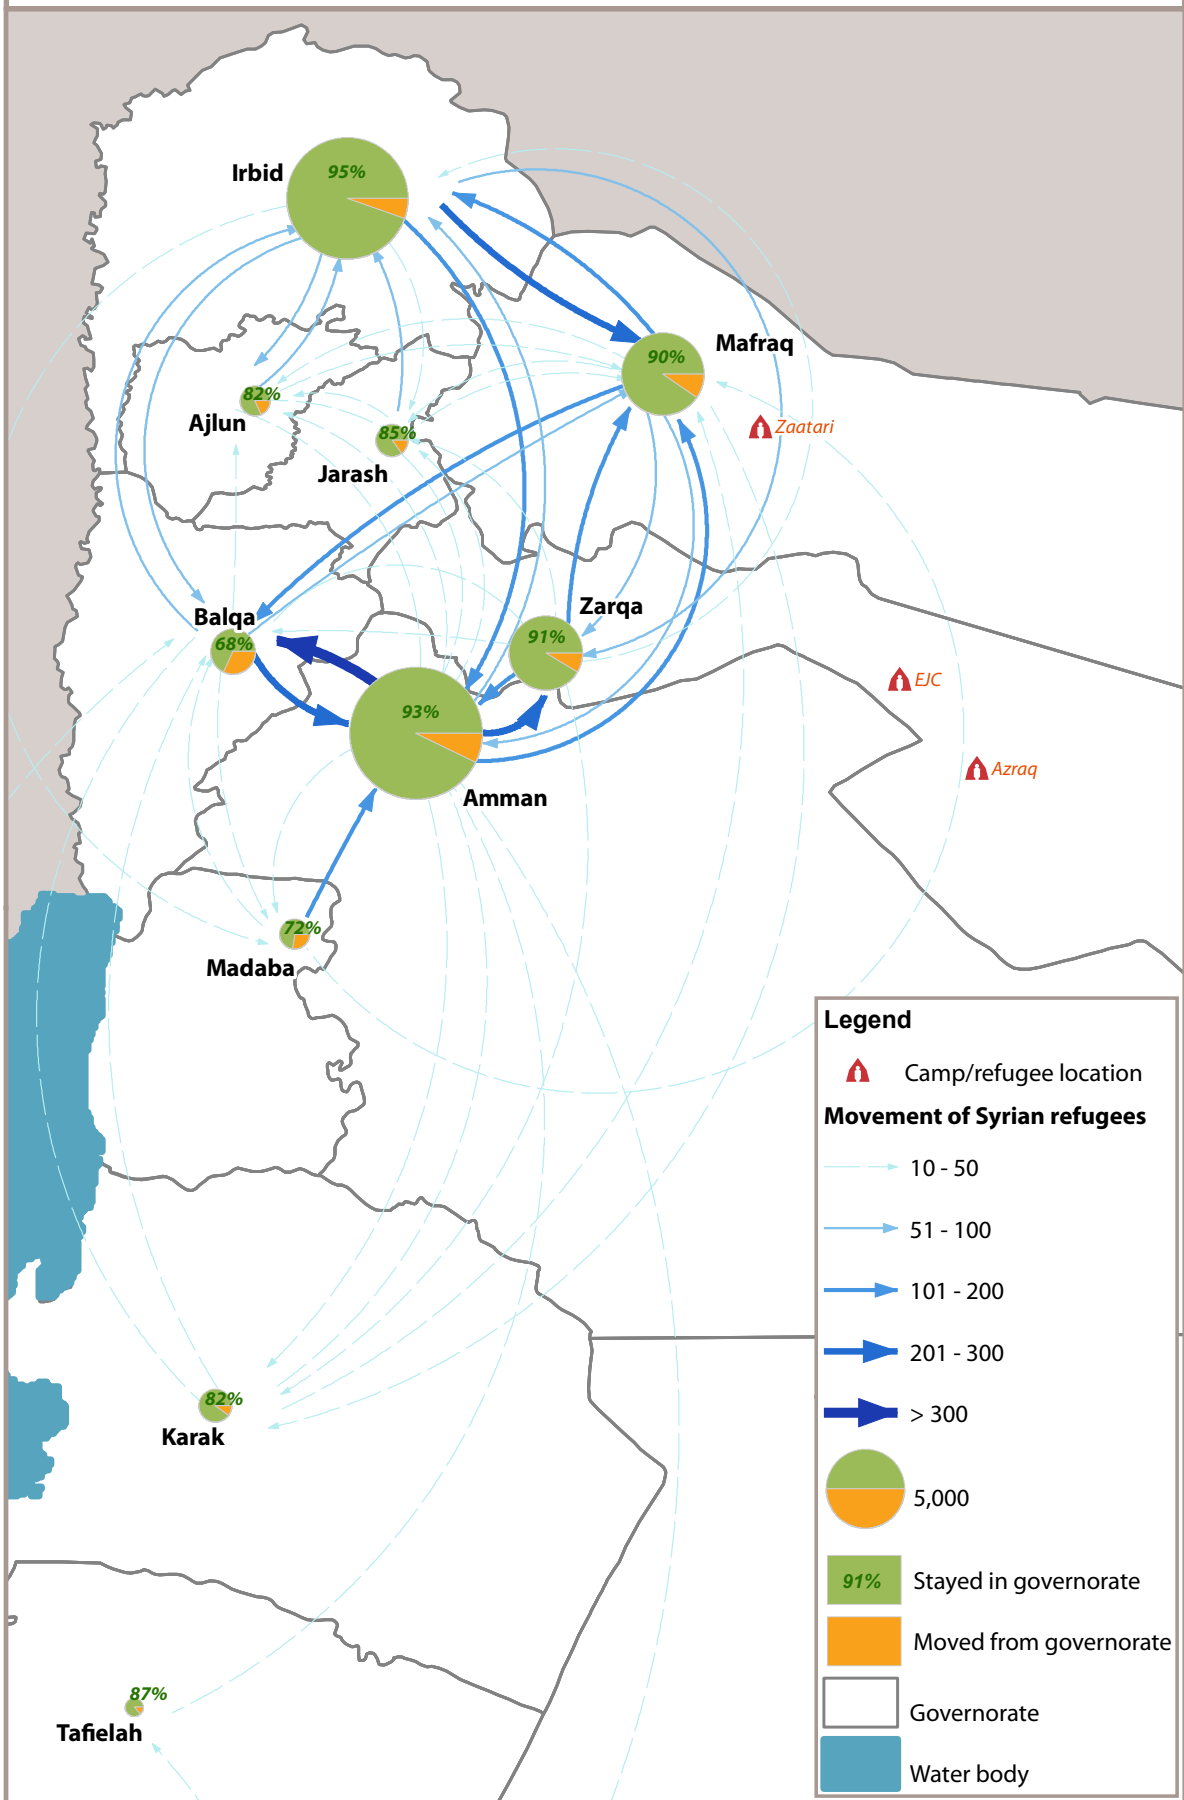 Irbid
95%
Mafraq
90%
Zaatari
82%
Ajlun
85%
Jarash
Zarqa
91%
Balqa
68%
EJC
93%
Azraq
Amman
72%
Madaba
82%
Karak
87%
Tafielah
Legend
Camp/refugee location
Movement of Syrian refugees
10 - 50
51 - 100
101 - 200
201 - 300
> 300
5,000
91% Stayed in governorate
Moved from governorate
Governorate
Water body